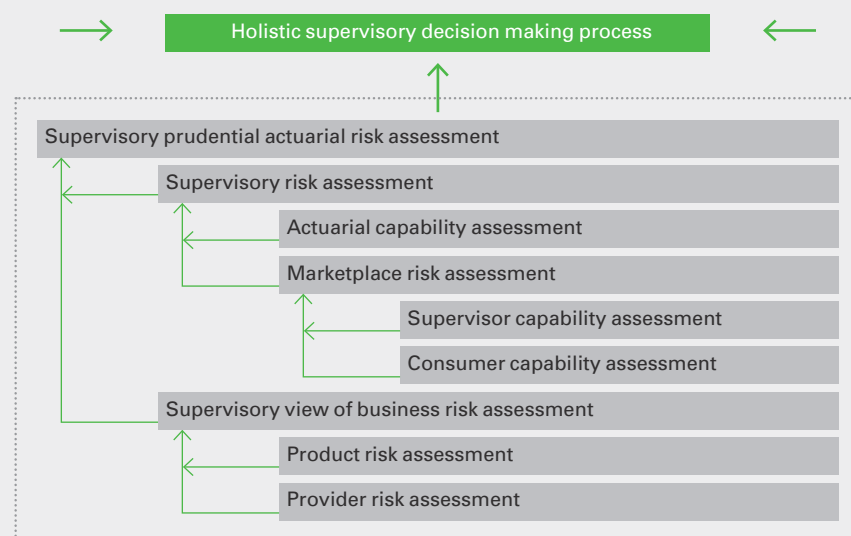 Holistic supervisory decision making process
Supervisory prudential actuarial risk assessment
Supervisory risk assessment
Actuarial capability assessment
Marketplace risk assessment
Supervisor capability assessment
Consumer capability assessment
Supervisory view of business risk assessment
Product risk assessment
Provider risk assessment